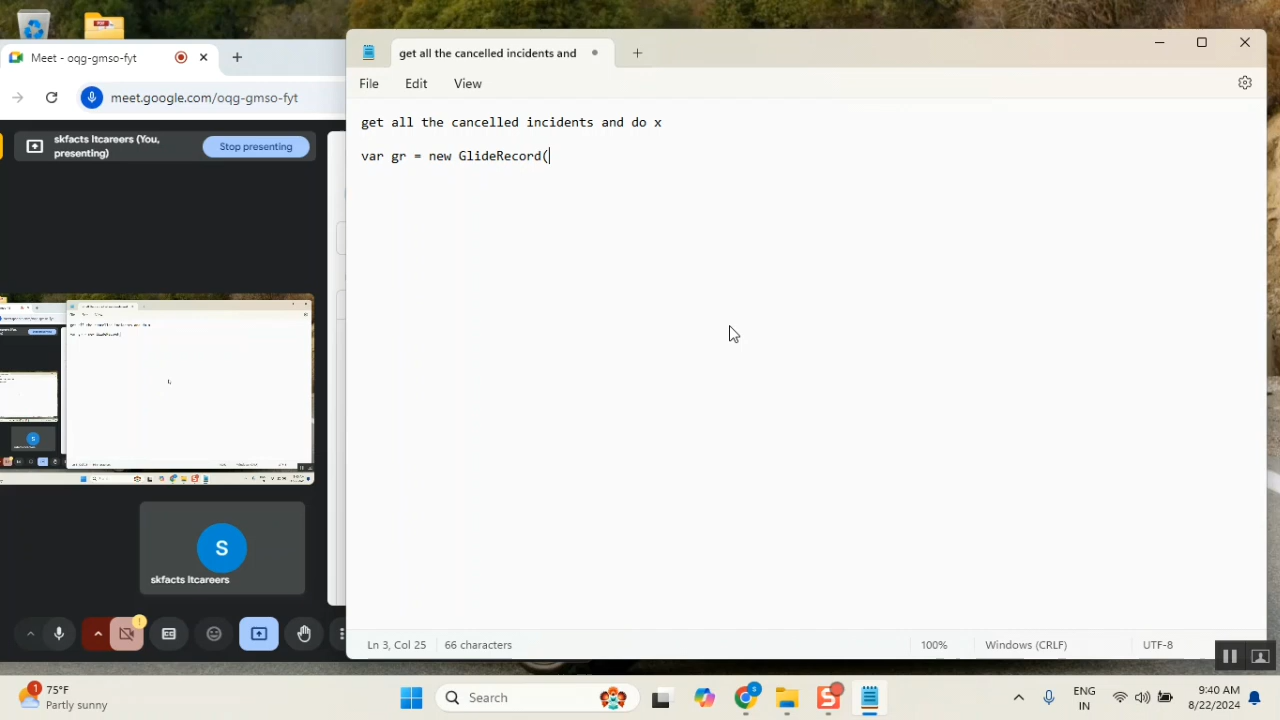 Meet - oqg-gmso-fyt
meet.google.com/oqg-gmso-fyt
skfacts Itcareers (You,
presenting)
Stop presenting
S
skfacts Itcareers
get all the cancelled incidents and
File
Edit
View
get all the cancelled incidents and do x
var gr = new GlideRecord(
Ln 3, Col 25
66 characters
100%
Windows (CRLF)
UTF-8
1
75°F
Partly sunny
Search
ENG
IN
9:40 AM
8/22/2024